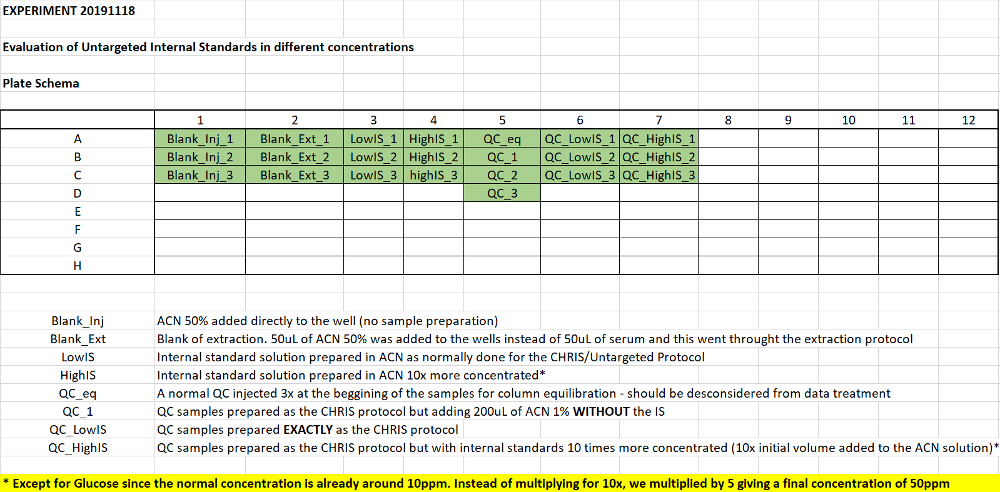 EXPERIMENT 20191118
Evaluation of Untargeted Internal Standards in different concentrations
Plate Schema
1 2 3 4 5 6 7 8 9 10 11 12
A Blank_Inj_1 Blank_Ext_1 LowIS_1 HighIS_1 QC_eq QC_LowIS_1 QC_HighIS_1
B Blank_Inj_2 Blank_Ext_2 LowIS_2 HighIS_2 QC_1 QC_LowIS_2 QC_HighIS_2
C Blank_Inj_3 Blank_Ext_3 LowIS_3 highIS_3 QC_2 QC_LowIS_3 QC_HighIS_3
D QC_3
E
F
G
H
Blank_Inj ACN 50% added directly to the well (no sample preparation)
Blank_Ext Blank of extraction. 50uL of ACN 50% was added to the wells instead of 50uL of serum and this went throught the extraction protocol
LowIS Internal standard solution prepared in ACN as normally done for the CHRIS/Untargeted Protocol
HighIS Internal standard solution prepared in ACN 10x more concentrated*
QC_eq A normal QC injected 3x at the beggining of the samples for column equilibration - should be desconsidered from data treatment
QC_1 QC samples prepared as the CHRIS protocol but adding 200uL of ACN 1% WITHOUT the IS
QC_LowIS QC samples prepared EXACTLY as the CHRIS protocol
QC_HighIS QC samples prepared as the CHRIS protocol but with internal standards 10 times more concentrated (10x initial volume added to the ACN solution)*
* Except for Glucose since the normal concentration is already around 10ppm. Instead of multiplying for 10x, we multiplied by 5 giving a final concentration of 50ppm